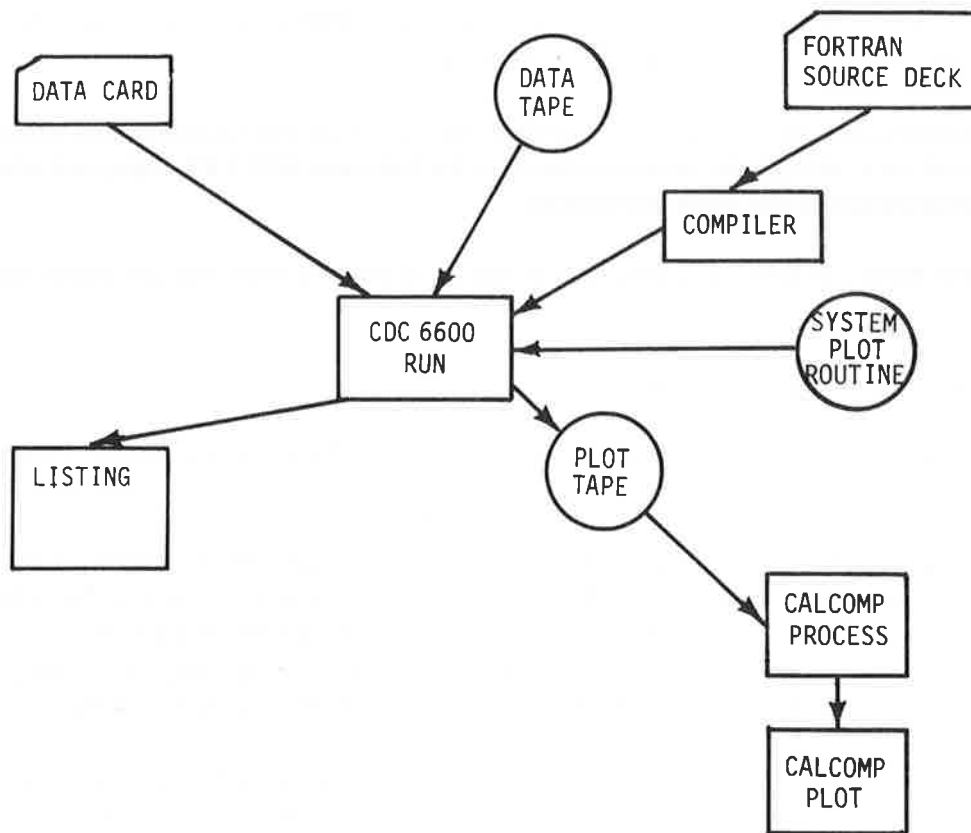 DATA CARD
DATA
TAPE
FORTRAN
SOURCE DECK
COMPILER
CDC 6600
RUN
SYSTEM
PLOT
ROUTINE
LISTING
PLOT
TAPE
CALCOMP
PROCESS
CALCOMP
PLOT